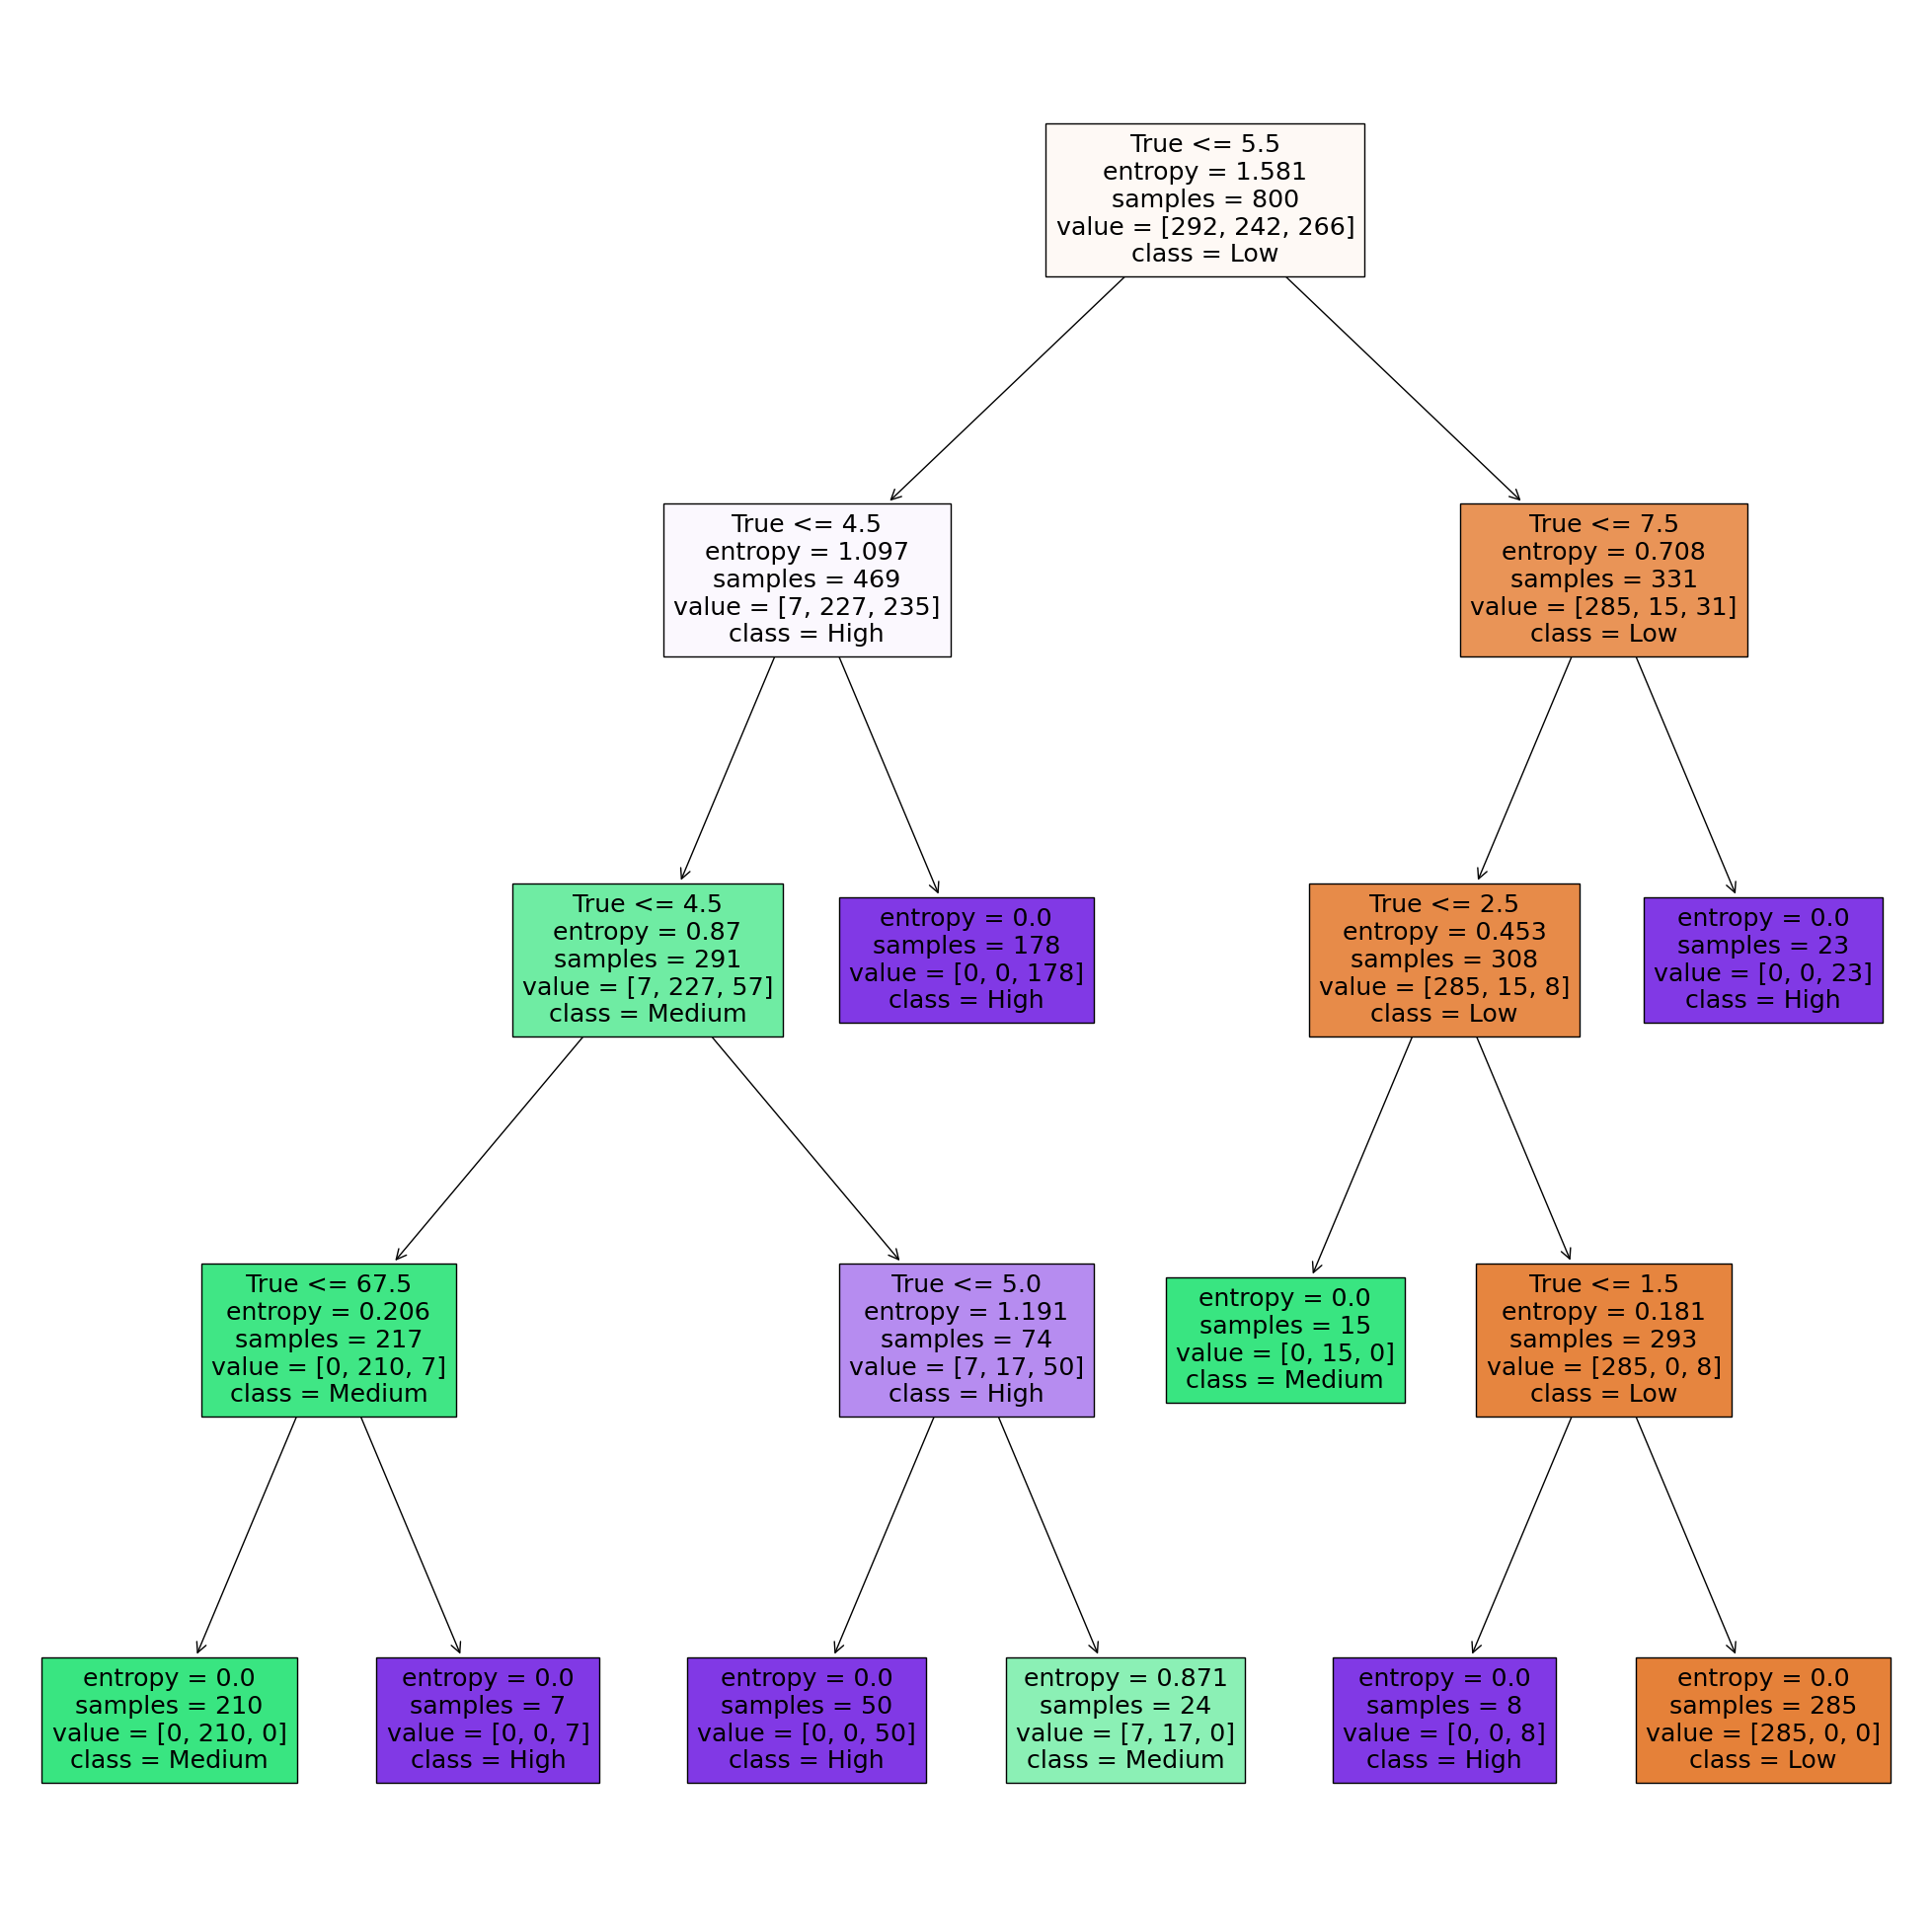 True <= 5.5
entropy = 1.581
samples = 800
value = [292, 242, 266]
class = Low
True <= 4.5
entropy = 1.097
samples = 469
value = [7, 227, 235]
class = High
True <= 7.5
entropy = 0.708
samples = 331
value = [285, 15, 31]
class = Low
True <= 4.5
entropy = 0.87
samples = 291
value = [7, 227, 57]
class = Medium
entropy = 0.0
samples = 178
value = [0, 0, 178]
class = High
True <= 2.5
entropy = 0.453
samples = 308
value = [285, 15, 8]
class = Low
entropy = 0.0
samples = 23
value = [0, 0, 23]
class = High
True <= 67.5
entropy = 0.206
samples = 217
value = [0, 210, 7]
class = Medium
True <= 5.0
entropy = 1.191
samples = 74
value = [7, 17, 50]
class = High
entropy = 0.0
samples = 15
value = [0, 15, 0]
class = Medium
True <= 1.5
entropy = 0.181
samples = 293
value = [285, 0, 8]
class = Low
entropy = 0.0
samples = 210
value = [0, 210, 0]
class = Medium
entropy = 0.0
samples = 7
value = [0, 0, 7]
class = High
entropy = 0.0
samples = 50
value = [0, 0, 50]
class = High
entropy = 0.871
samples = 24
value = [7, 17, 0]
class = Medium
entropy = 0.0
samples = 8
value = [0, 0, 8]
class = High
entropy = 0.0
samples = 285
value = [285, 0, 0]
class = Low